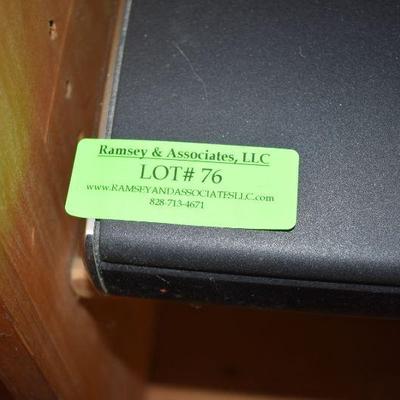 Ramsey & Associates, LLC
LOT# 76
www.RAMSEYANDASSOCIATESLLC.com
828-713-4671